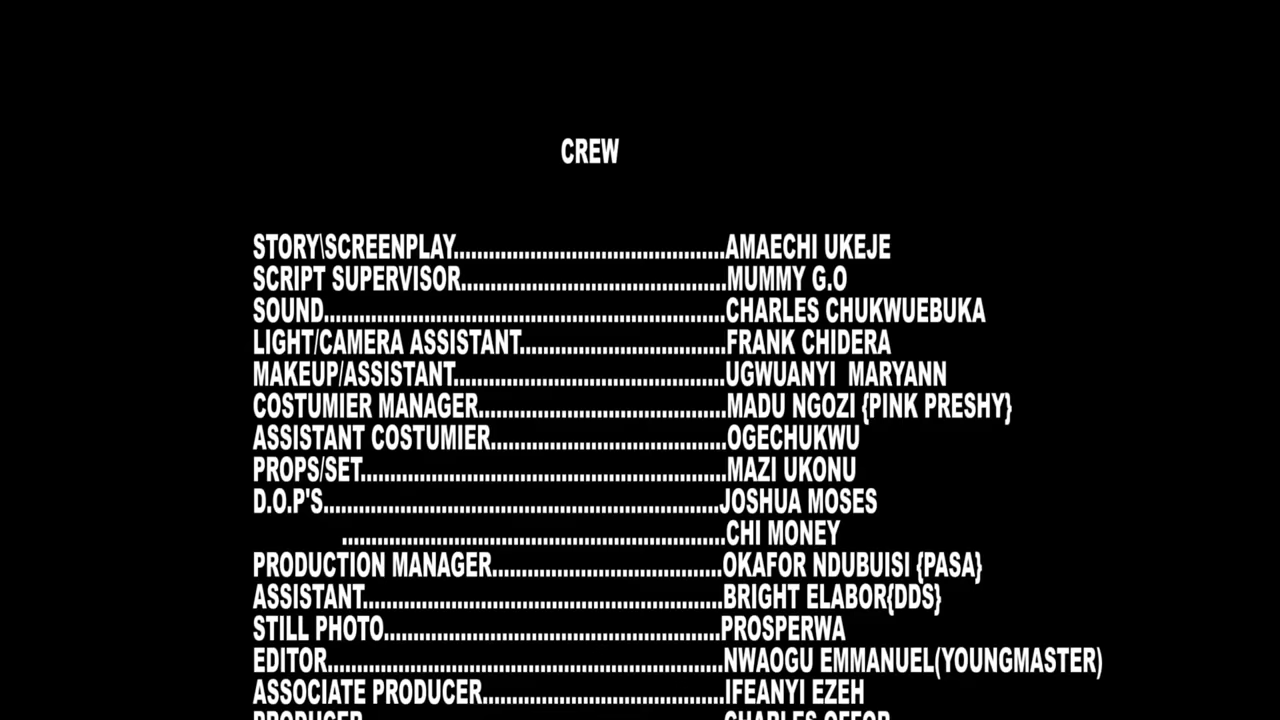 CREW
STORY\SCREENPLAY...............................................AMAECHI UKEJE
SCRIPT SUPERVISOR..............................................MUMMY G.O
SOUND......................................................................CHARLES CHUKWUEBUKA
LIGHT/CAMERA ASSISTANT....................................FRANK CHIDERA
MAKEUP/ASSISTANT...............................................UGWUANYI  MARYANN
COSTUMIER MANAGER...........................................MADU NGOZI {PINK PRESHY}
ASSISTANT COSTUMIER.........................................OGECHUKWU
PROPS/SET................................................................MAZI UKONU
D.O.P'S.....................................................................JOSHUA MOSES
...................................................................CHI MONEY
PRODUCTION MANAGER........................................OKAFOR NDUBUISI {PASA}
ASSISTANT...............................................................BRIGHT ELABOR{DDS}
STILL PHOTO...........................................................PROSPERWA
EDITOR.....................................................................NWAOGU EMMANUEL(YOUNGMASTER)
ASSOCIATE PRODUCER..........................................IFEANYI EZEH
PRODUCER...............................................................CHARLES OFFOR